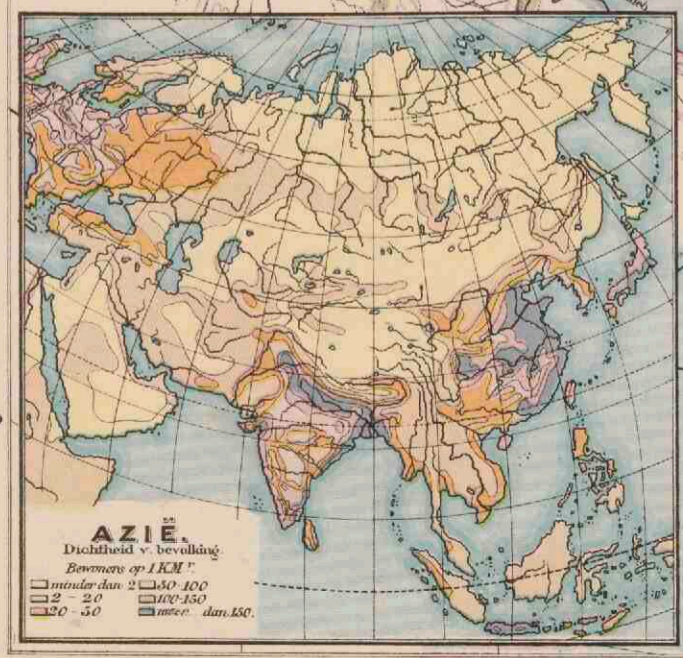 AZIË.
Dichtheid v. bevolking.
Bewoners op 1 KM
minder dan 2 50-100
2 - 20 100-150
20 - 50 meer dan 150.